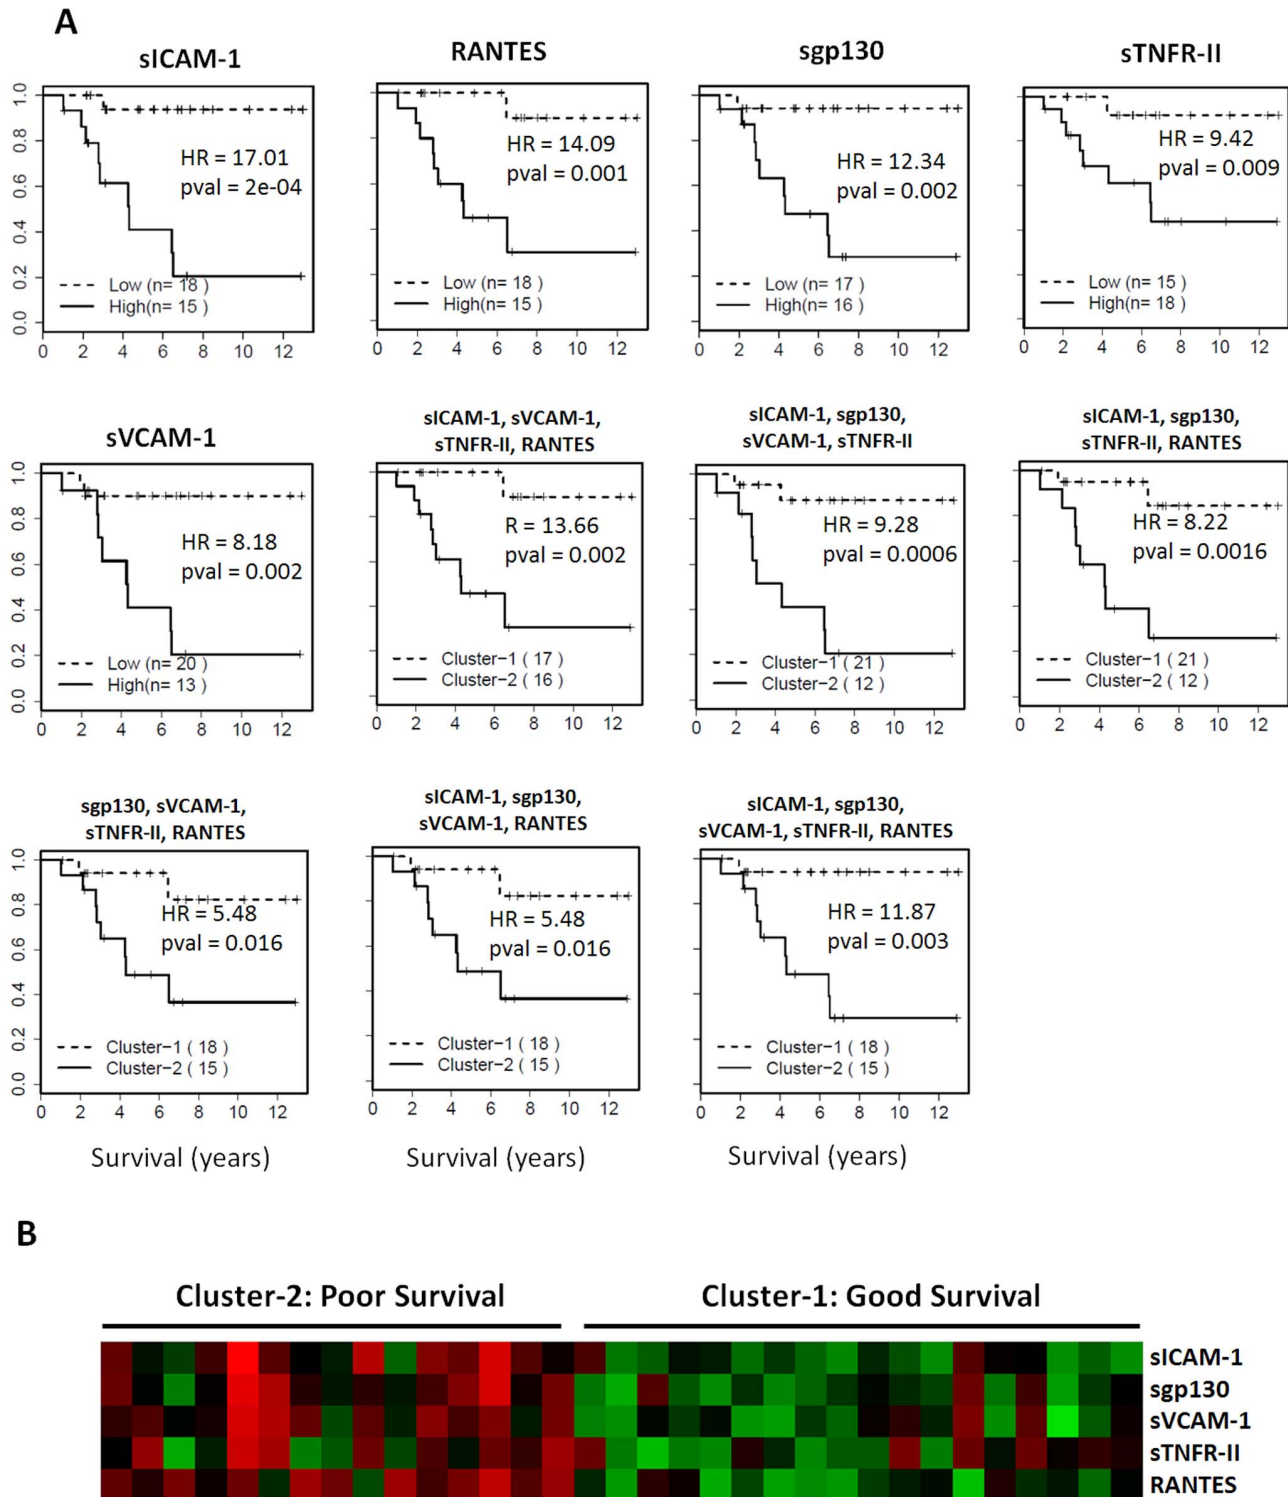 A
sICAM-1
RANTES
sgp130
sTNFR-II
1.0
0.8
0.6
0.4
0.2
0.0
HR = 17.01
pval = 2e-04
Low (n= 18 )
High(n= 15 )
0 2 4 6 8 10 12
HR = 14.09
pval = 0.001
Low (n= 18 )
High(n= 15 )
0 2 4 6 8 10 12
HR = 12.34
pval = 0.002
Low (n= 17 )
High(n= 16 )
0 2 4 6 8 10 12
HR = 9.42
pval = 0.009
Low (n= 15 )
High(n= 18 )
0 2 4 6 8 10 12
sVCAM-1
1.0
0.8
0.6
0.4
0.2
0.0
HR = 8.18
pval = 0.002
Low (n= 20 )
High(n= 13 )
0 2 4 6 8 10 12
sICAM-1, sVCAM-1,
sTNFR-II, RANTES
R = 13.66
pval = 0.002
Cluster-1 ( 17 )
Cluster-2 ( 16 )
0 2 4 6 8 10 12
sICAM-1, sgp130,
sVCAM-1, sTNFR-II
HR = 9.28
pval = 0.0006
Cluster-1 ( 21 )
Cluster-2 ( 12 )
0 2 4 6 8 10 12
sICAM-1, sgp130,
sTNFR-II, RANTES
HR = 8.22
pval = 0.0016
Cluster-1 ( 21 )
Cluster-2 ( 12 )
0 2 4 6 8 10 12
sgp130, sVCAM-1,
sTNFR-II, RANTES
1.0
0.8
0.6
0.4
0.2
0.0
HR = 5.48
pval = 0.016
Cluster-1 ( 18 )
Cluster-2 ( 15 )
0 2 4 6 8 10 12
Survival (years)
sICAM-1, sgp130,
sVCAM-1, RANTES
HR = 5.48
pval = 0.016
Cluster-1 ( 18 )
Cluster-2 ( 15 )
0 2 4 6 8 10 12
Survival (years)
sICAM-1, sgp130,
sVCAM-1, sTNFR-II, RANTES
HR = 11.87
pval = 0.003
Cluster-1 ( 18 )
Cluster-2 ( 15 )
0 2 4 6 8 10 12
Survival (years)
B
Cluster-2: Poor Survival
Cluster-1: Good Survival
sICAM-1
sgp130
sVCAM-1
sTNFR-II
RANTES